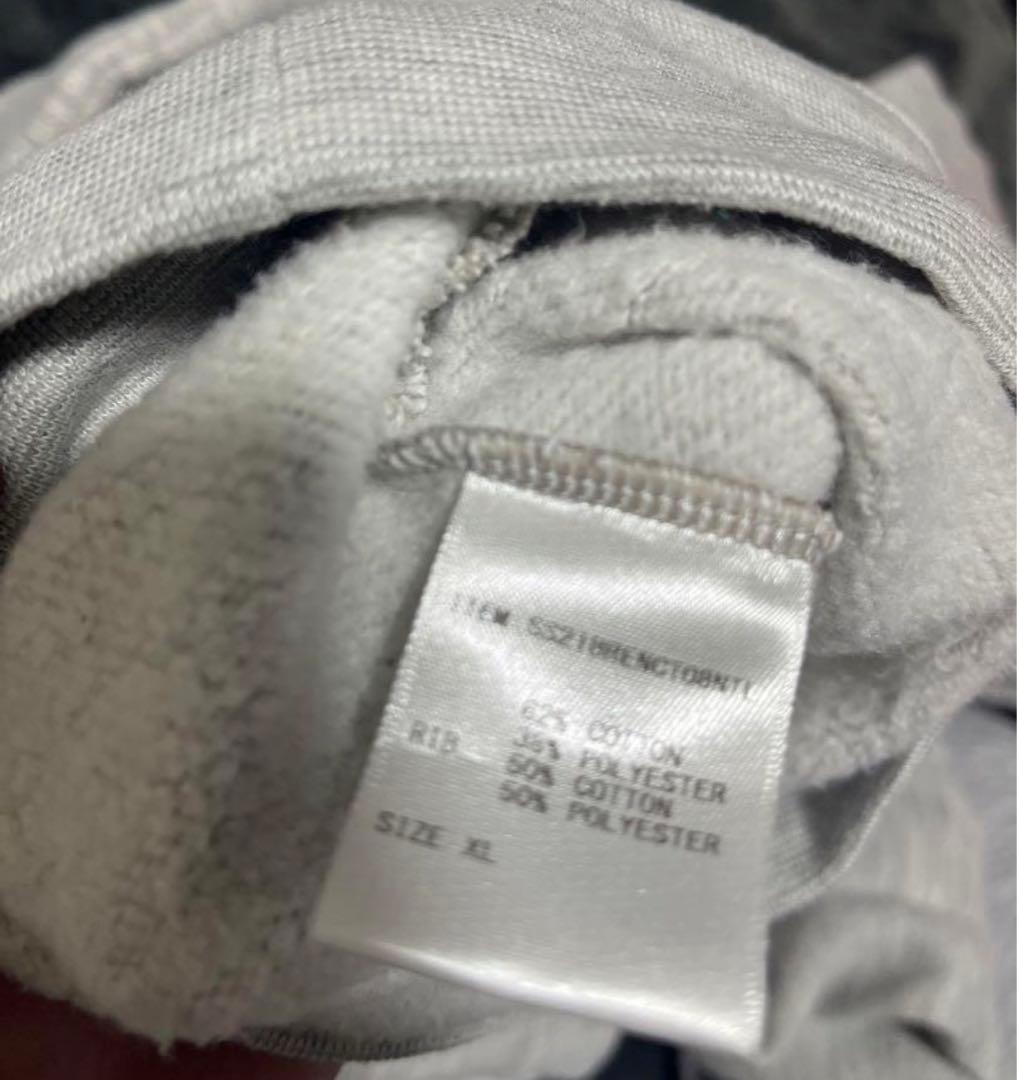 ITEM
62% COTTON
38% POLYESTER
RIB 50% COTTON
50% POLYESTER
SIZE XL